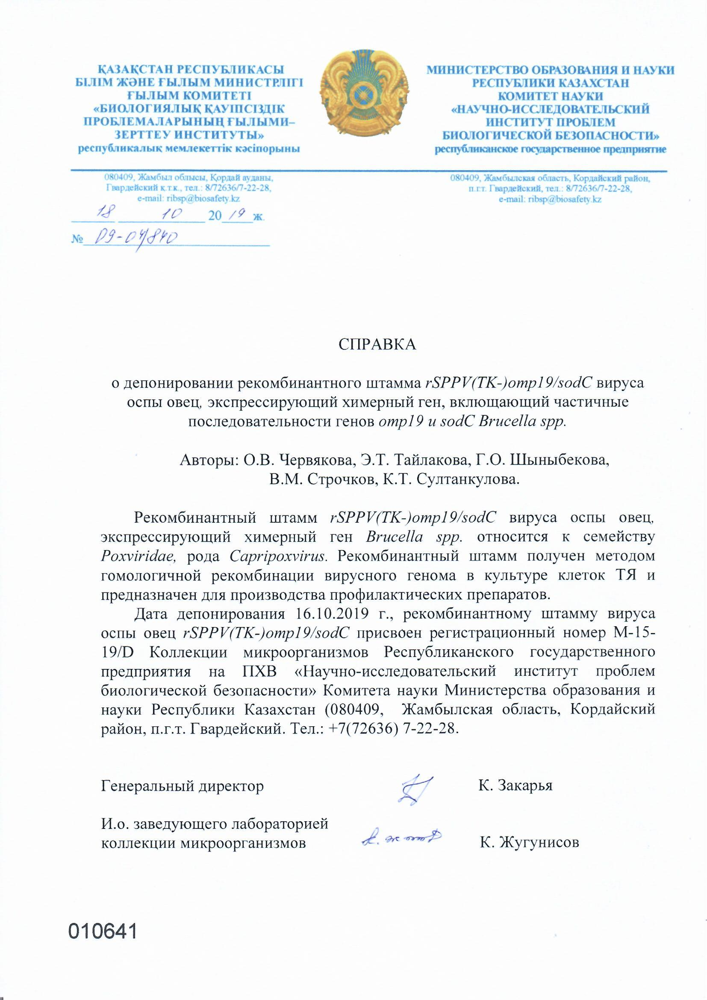 ҚАЗАҚСТАН РЕСПУБЛИКАСЫ
БІЛІМ ЖӘНЕ ҒЫЛЫМ МИНИСТРЛІГІ
ҒЫЛЫМ КОМИТЕТІ
«БИОЛОГИЯЛЫҚ ҚАУІПСІЗДІК
ПРОБЛЕМАЛАРЫНЫҢ ҒЫЛЫМИ–
ЗЕРТТЕУ ИНСТИТУТЫ»
республикалық мемлекеттік кәсіпорыны
МИНИСТЕРСТВО ОБРАЗОВАНИЯ И НАУКИ
РЕСПУБЛИКИ КАЗАХСТАН
КОМИТЕТ НАУКИ
«НАУЧНО-ИССЛЕДОВАТЕЛЬСКИЙ
ИНСТИТУТ ПРОБЛЕМ
БИОЛОГИЧЕСКОЙ БЕЗОПАСНОСТИ»
республиканское государственное предприятие
080409, Жамбыл облысы, Қордай ауданы,
Гвардейский қ.т.к., тел.: 8/72636/7-22-28,
e-mail: ribsp@biosafety.kz
080409, Жамбылская область, Кордайский район,
п.г.т. Гвардейский, тел.: 8/72636/7-22-28,
e-mail: ribsp@biosafety.kz
18 10 2019 ж.
№ 09-04/840
СПРАВКА
о депонировании рекомбинантного штамма rSPPV(TK-)omp19/sodC вируса
оспы овец, экспрессирующий химерный ген, вклющающий частичные
последовательности генов omp19 и sodC Brucella spp.
Авторы: О.В. Червякова, Э.Т. Тайлакова, Г.О. Шыныбекова,
В.М. Строчков, К.Т. Султанкулова.
Рекомбинантный штамм rSPPV(TK-)omp19/sodC вируса оспы овец,
экспрессирующий химерный ген Brucella spp. относится к семейству
Poxviridae, рода Capripoxvirus. Рекомбинантный штамм получен методом
гомологичной рекомбинации вирусного генома в культуре клеток ТЯ и
предназначен для производства профилактических препаратов.
Дата депонирования 16.10.2019 г., рекомбинантному штамму вируса
оспы овец rSPPV(TK-)omp19/sodC присвоен регистрационный номер М-15-
19/D Коллекции микроорганизмов Республиканского государственного
предприятия на ПХВ «Научно-исследовательский институт проблем
биологической безопасности» Комитета науки Министерства образования и
науки Республики Казахстан (080409, Жамбылская область, Кордайский
район, п.г.т. Гвардейский. Тел.: +7(72636) 7-22-28.
Генеральный директор К. Закарья
И.о. заведующего лабораторией
коллекции микроорганизмов К. Жугунисов
010641